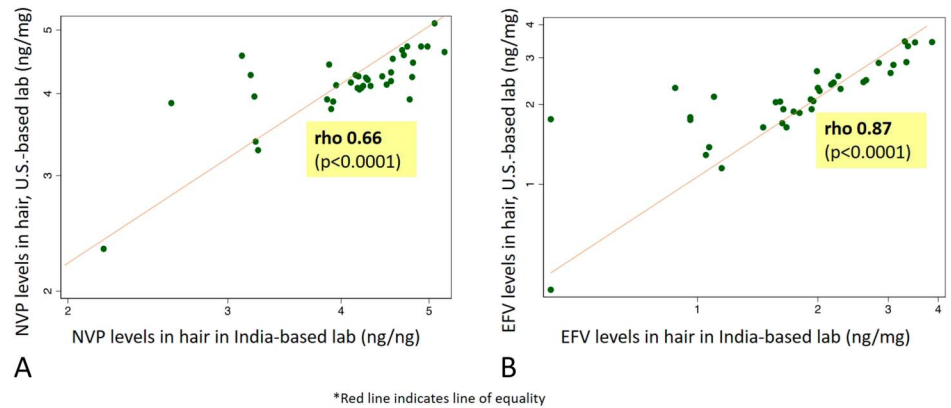 NVP levels in hair, U.S.-based lab (ng/mg)
5
4
3
2
rho 0.66
(p<0.0001)
2 3 4 5
NVP levels in hair in India-based lab (ng/ng)
A
EFV levels in hair, U.S.-based lab (ng/mg)
4
3
2
1
rho 0.87
(p<0.0001)
1 2 3 4
EFV levels in hair in India-based lab (ng/mg)
B
*Red line indicates line of equality